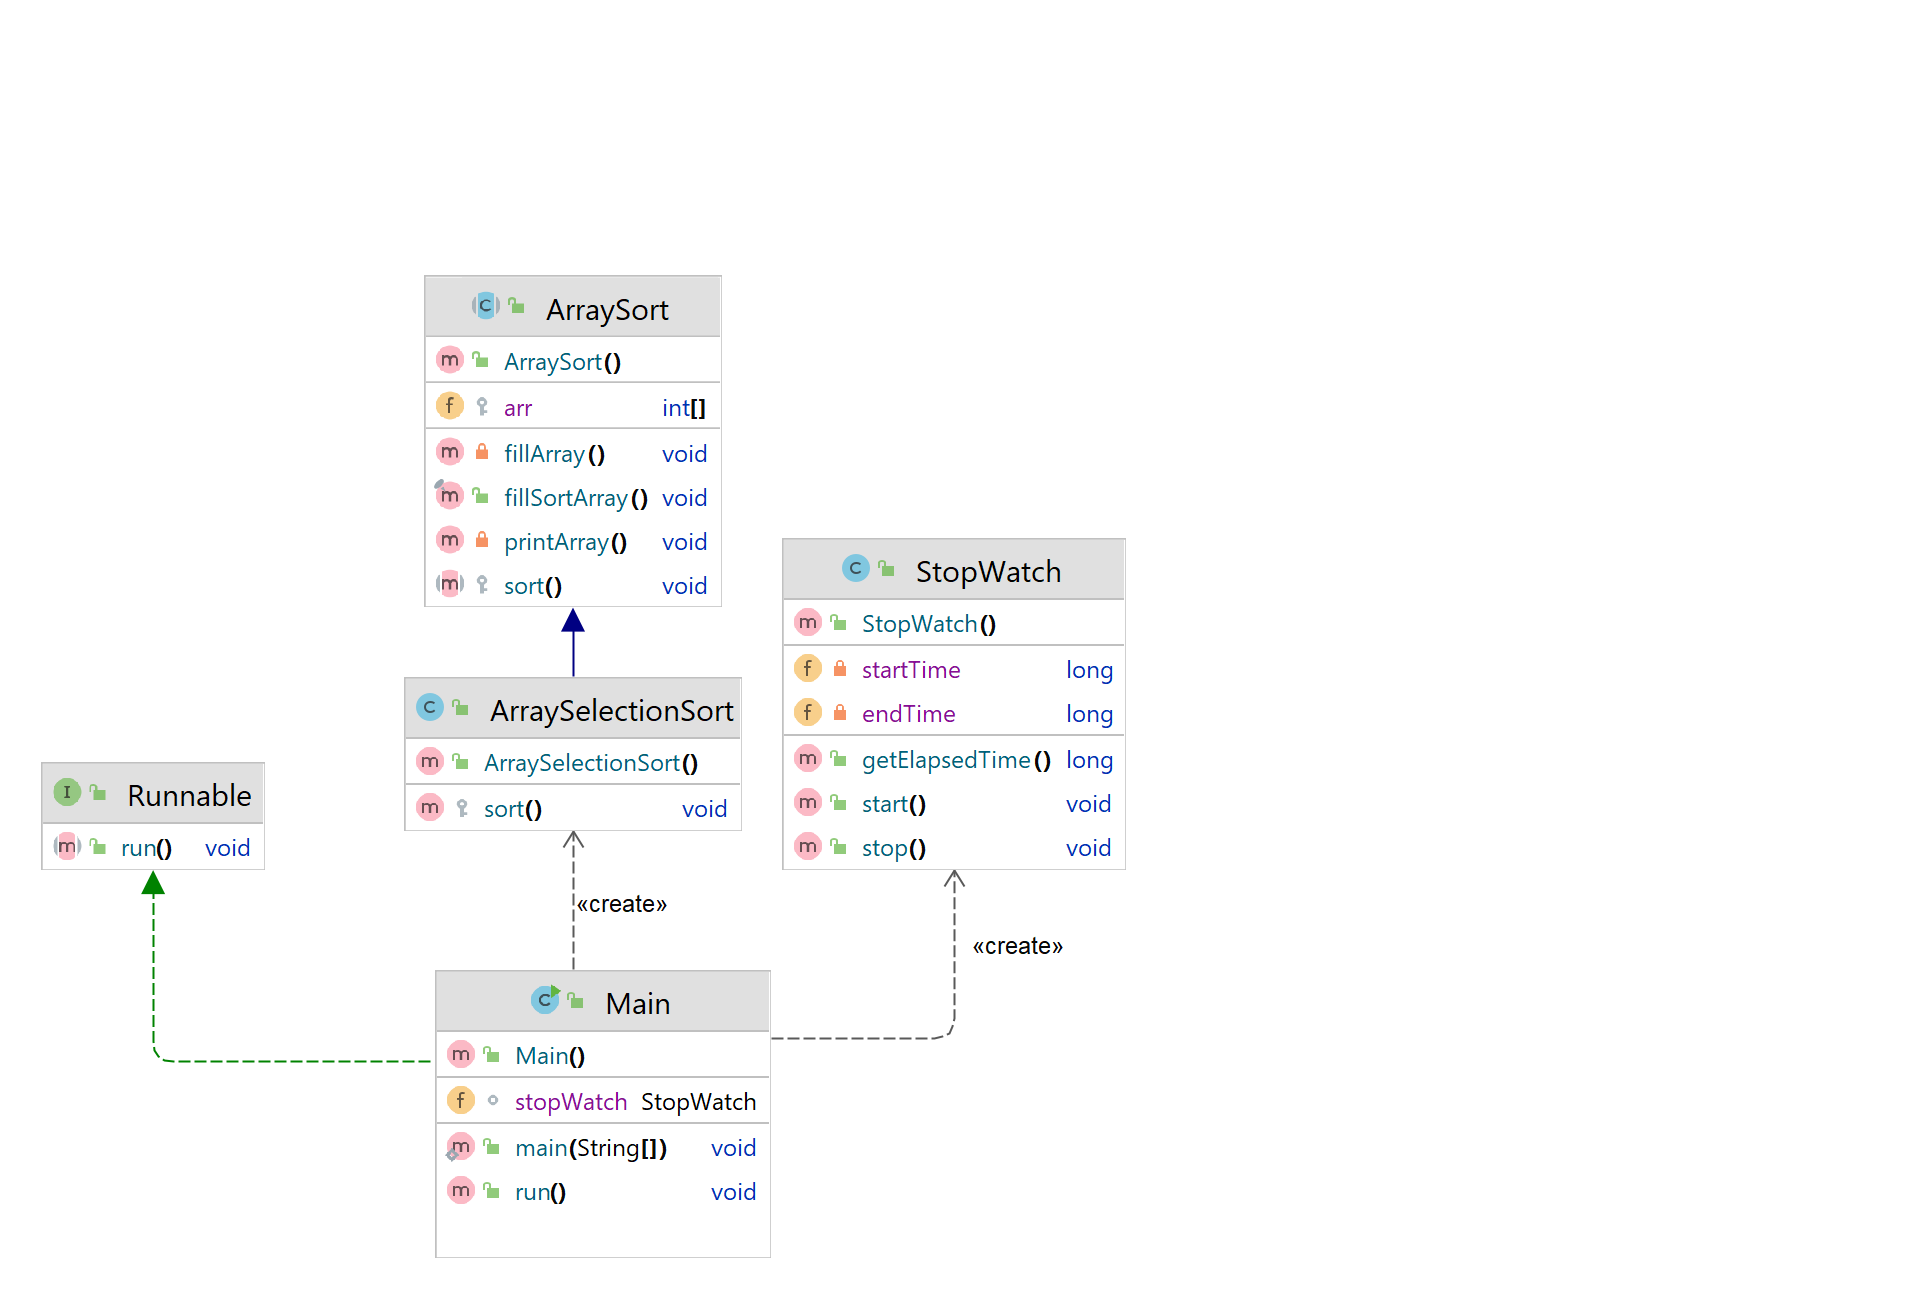 ArraySort
ArraySort()
arr int[]
fillArray() void
fillSortArray() void
printArray() void
sort() void
StopWatch
StopWatch()
startTime long
endTime long
getElapsedTime() long
start() void
stop() void
ArraySelectionSort
ArraySelectionSort()
sort() void
Runnable
run() void
«create»
«create»
Main
Main()
stopWatch StopWatch
main(String[]) void
run() void